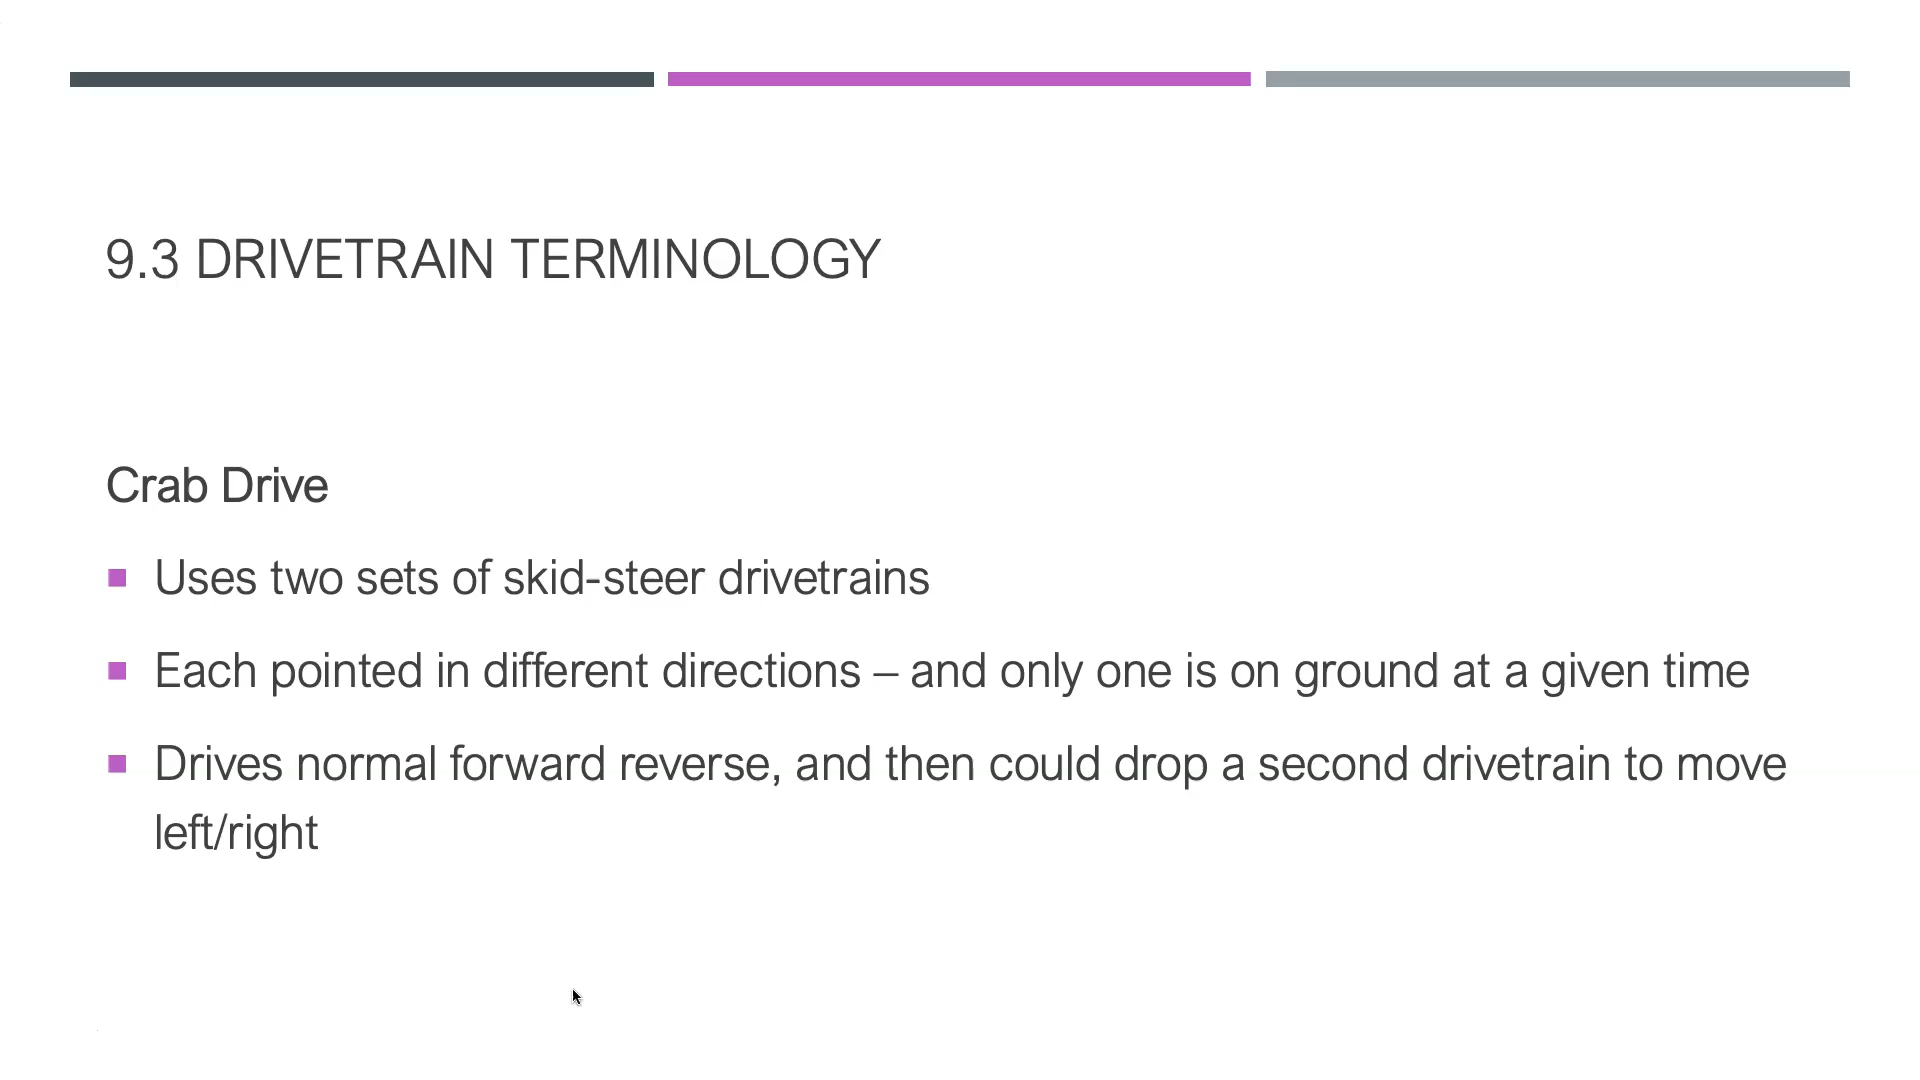 9.3 DRIVETRAIN TERMINOLOGY
Crab Drive
Uses two sets of skid-steer drivetrains
Each pointed in different directions – and only one is on ground at a given time
Drives normal forward reverse, and then could drop a second drivetrain to move
left/right